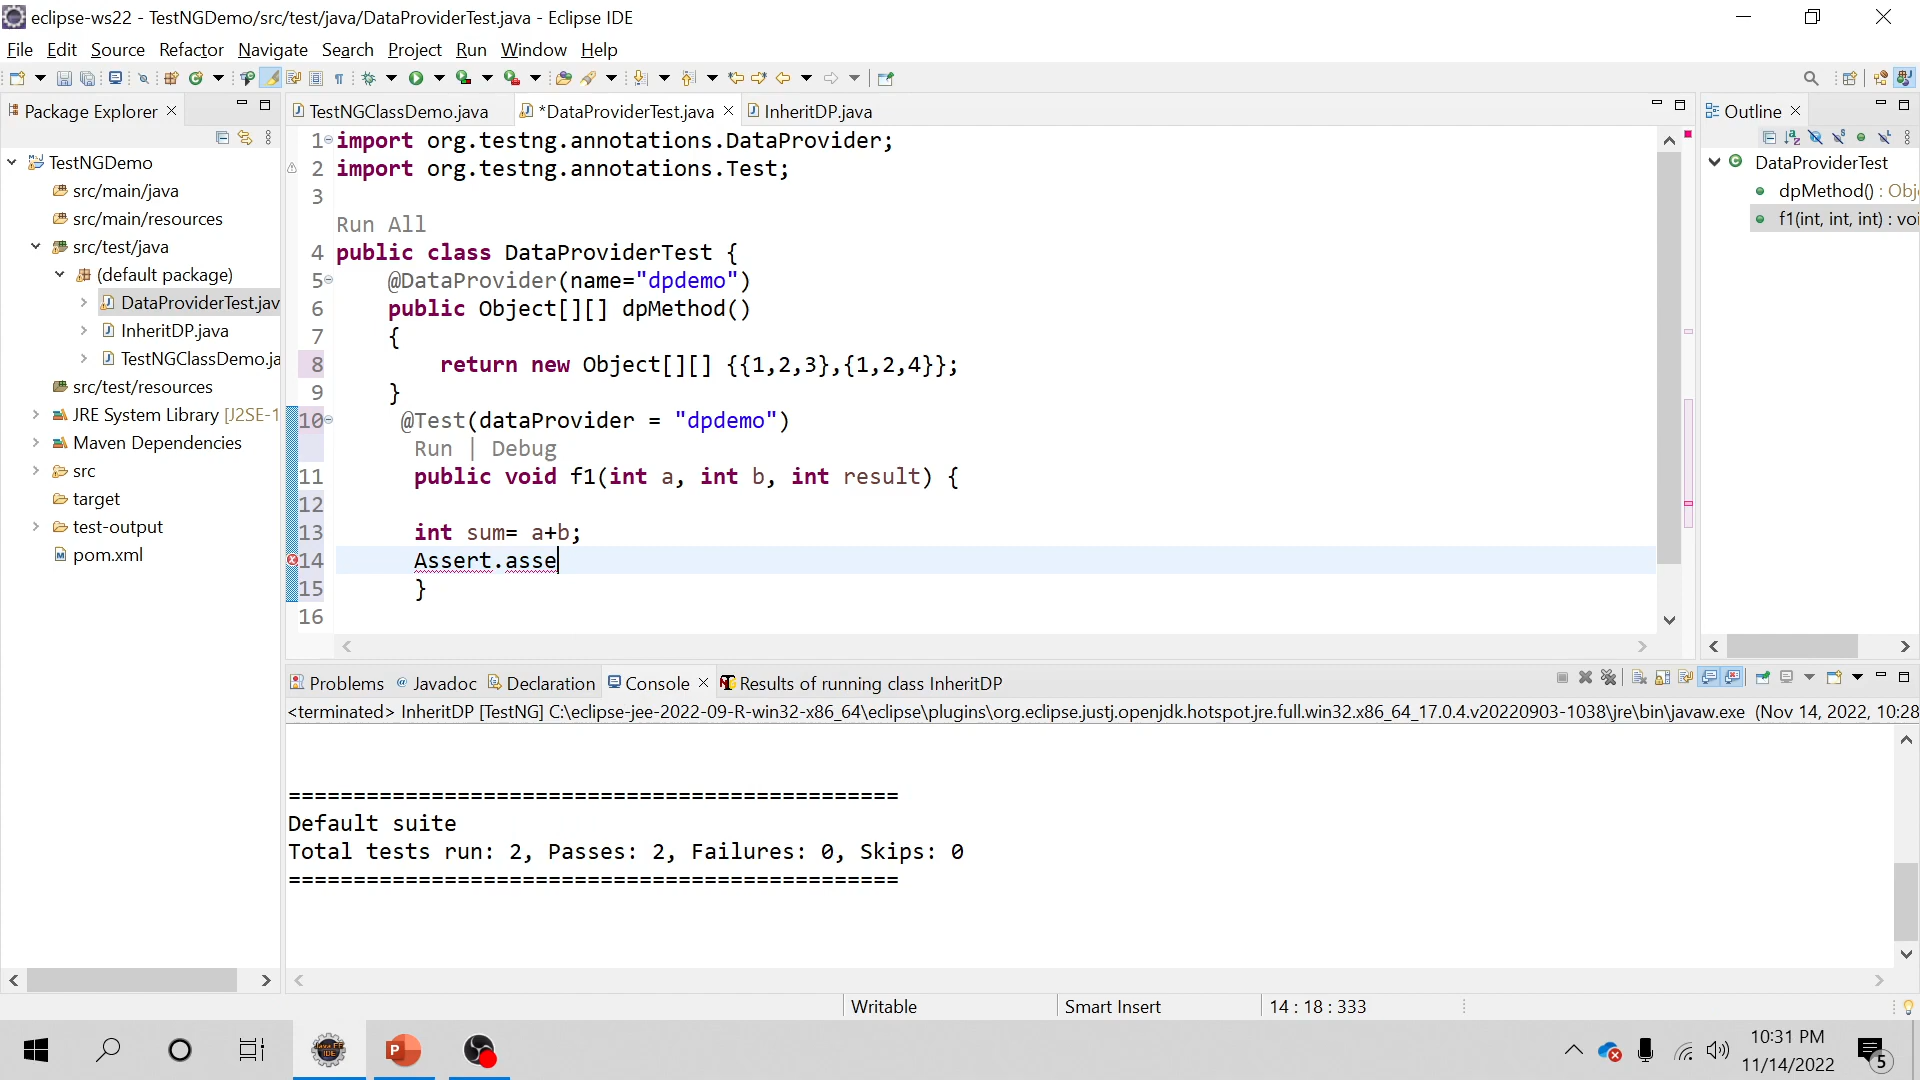 eclipse-ws22 - TestNGDemo/src/test/java/DataProviderTest.java - Eclipse IDE
File Edit Source Refactor Navigate Search Project Run Window Help
Package Explorer
TestNGClassDemo.java *DataProviderTest.java InheritDP.java
Outline
TestNGDemo
src/main/java
src/main/resources
src/test/java
(default package)
DataProviderTest.jav
InheritDP.java
TestNGClassDemo.ja
src/test/resources
JRE System Library [J2SE-1
Maven Dependencies
src
target
test-output
pom.xml
1 import org.testng.annotations.DataProvider;
2 import org.testng.annotations.Test;
3
Run All
4 public class DataProviderTest {
5 @DataProvider(name="dpdemo")
6 public Object[][] dpMethod()
7 {
8 return new Object[][] {{1,2,3},{1,2,4}};
9 }
10 @Test(dataProvider = "dpdemo")
Run | Debug
11 public void f1(int a, int b, int result) {
12
13 int sum= a+b;
14 Assert.asse
15 }
16
DataProviderTest
dpMethod() : Obj
f1(int, int, int) : voi
Problems Javadoc Declaration Console Results of running class InheritDP
<terminated> InheritDP [TestNG] C:\eclipse-jee-2022-09-R-win32-x86_64\eclipse\plugins\org.eclipse.justj.openjdk.hotspot.jre.full.win32.x86_64_17.0.4.v20220903-1038\jre\bin\javaw.exe (Nov 14, 2022, 10:28
===============================================
Default suite
Total tests run: 2, Passes: 2, Failures: 0, Skips: 0
===============================================
Writable Smart Insert 14 : 18 : 333
10:31 PM
11/14/2022
5